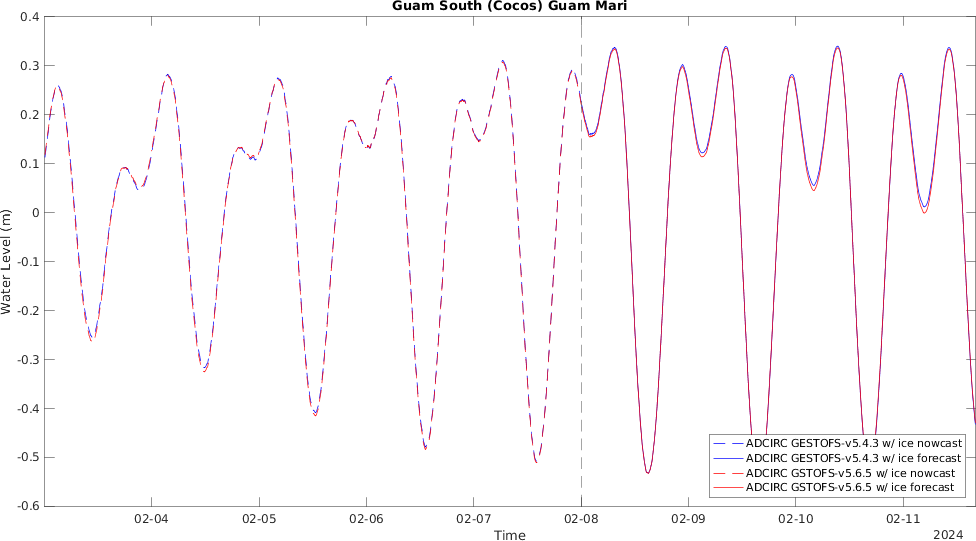 Guam South (Cocos) Guam Mari
0.4
0.3
0.2
0.1
0
-0.1
-0.2
-0.3
-0.4
-0.5
-0.6
Water Level (m)
ADCIRC GESTOFS-v5.4.3 w/ ice nowcast
ADCIRC GESTOFS-v5.4.3 w/ ice forecast
ADCIRC GSTOFS-v5.6.5 w/ ice nowcast
ADCIRC GSTOFS-v5.6.5 w/ ice forecast
02-04 02-05 02-06 02-07 02-08 02-09 02-10 02-11
Time
2024